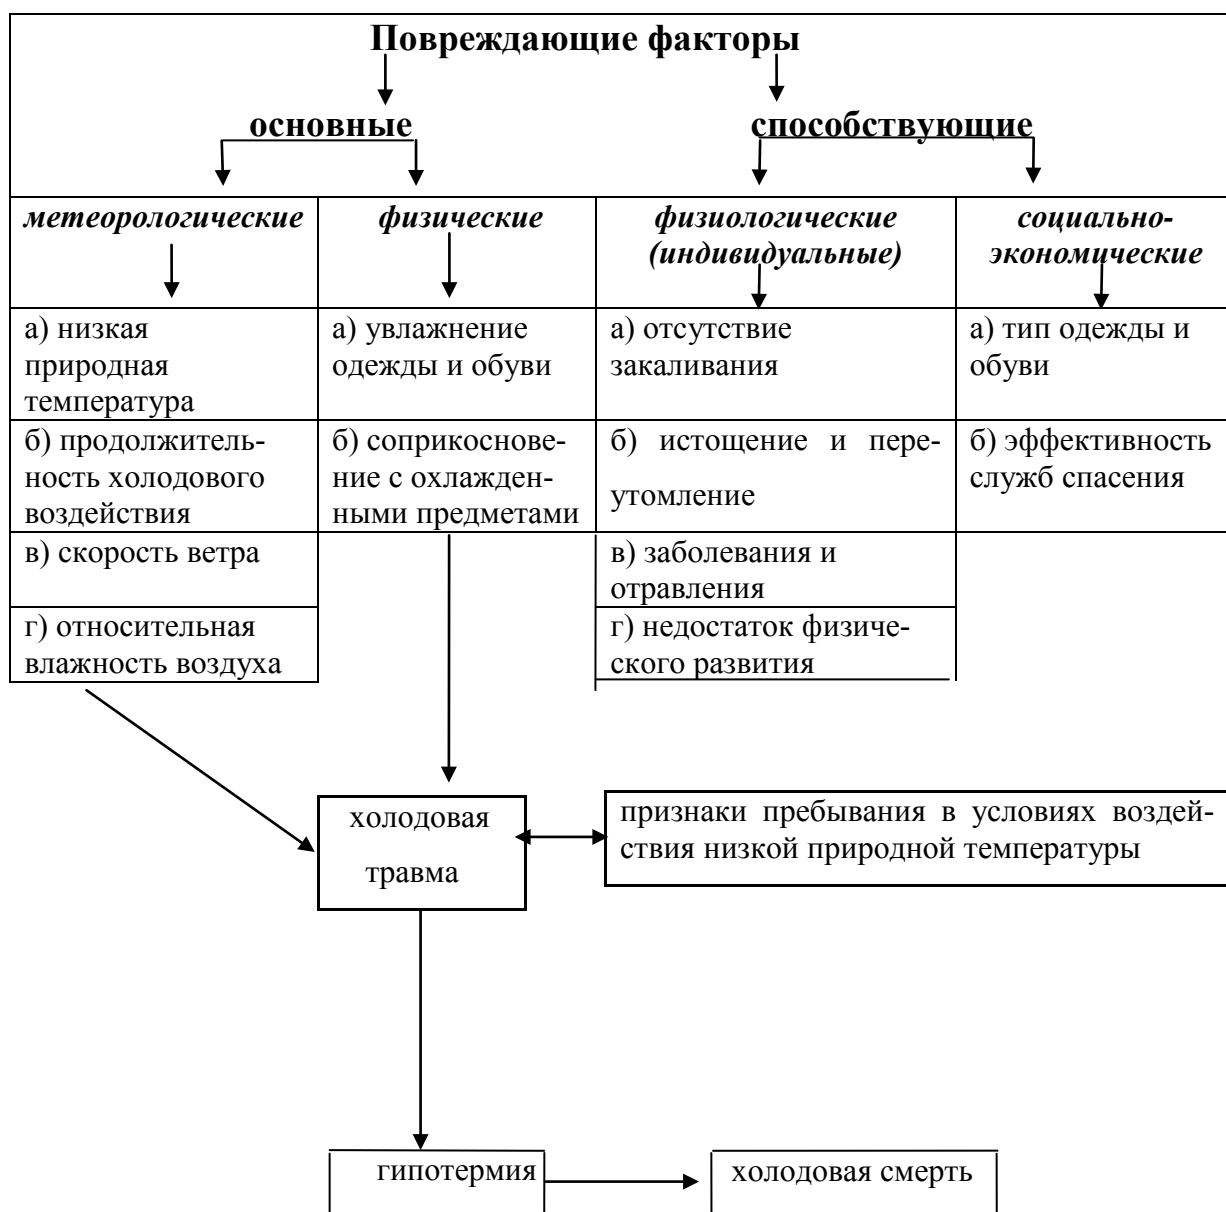 Повреждающие факторы
основные
способствующие
метеорологические
физические
физиологические
(индивидуальные)
социально-
экономические
а) низкая
природная
температура
а) увлажнение
одежды и обуви
а) отсутствие
закаливания
а) тип одежды и
обуви
б) продолжитель-
ность холодового
воздействия
б) соприкоснове-
ние с охлажден-
ными предметами
б) истощение и пере-
утомление
б) эффективность
служб спасения
в) скорость ветра
в) заболевания и
отравления
г) относительная
влажность воздуха
г) недостаток физиче-
ского развития
холодовая
травма
признаки пребывания в условиях воздей-
ствия низкой природной температуры
гипотермия
холодовая смерть